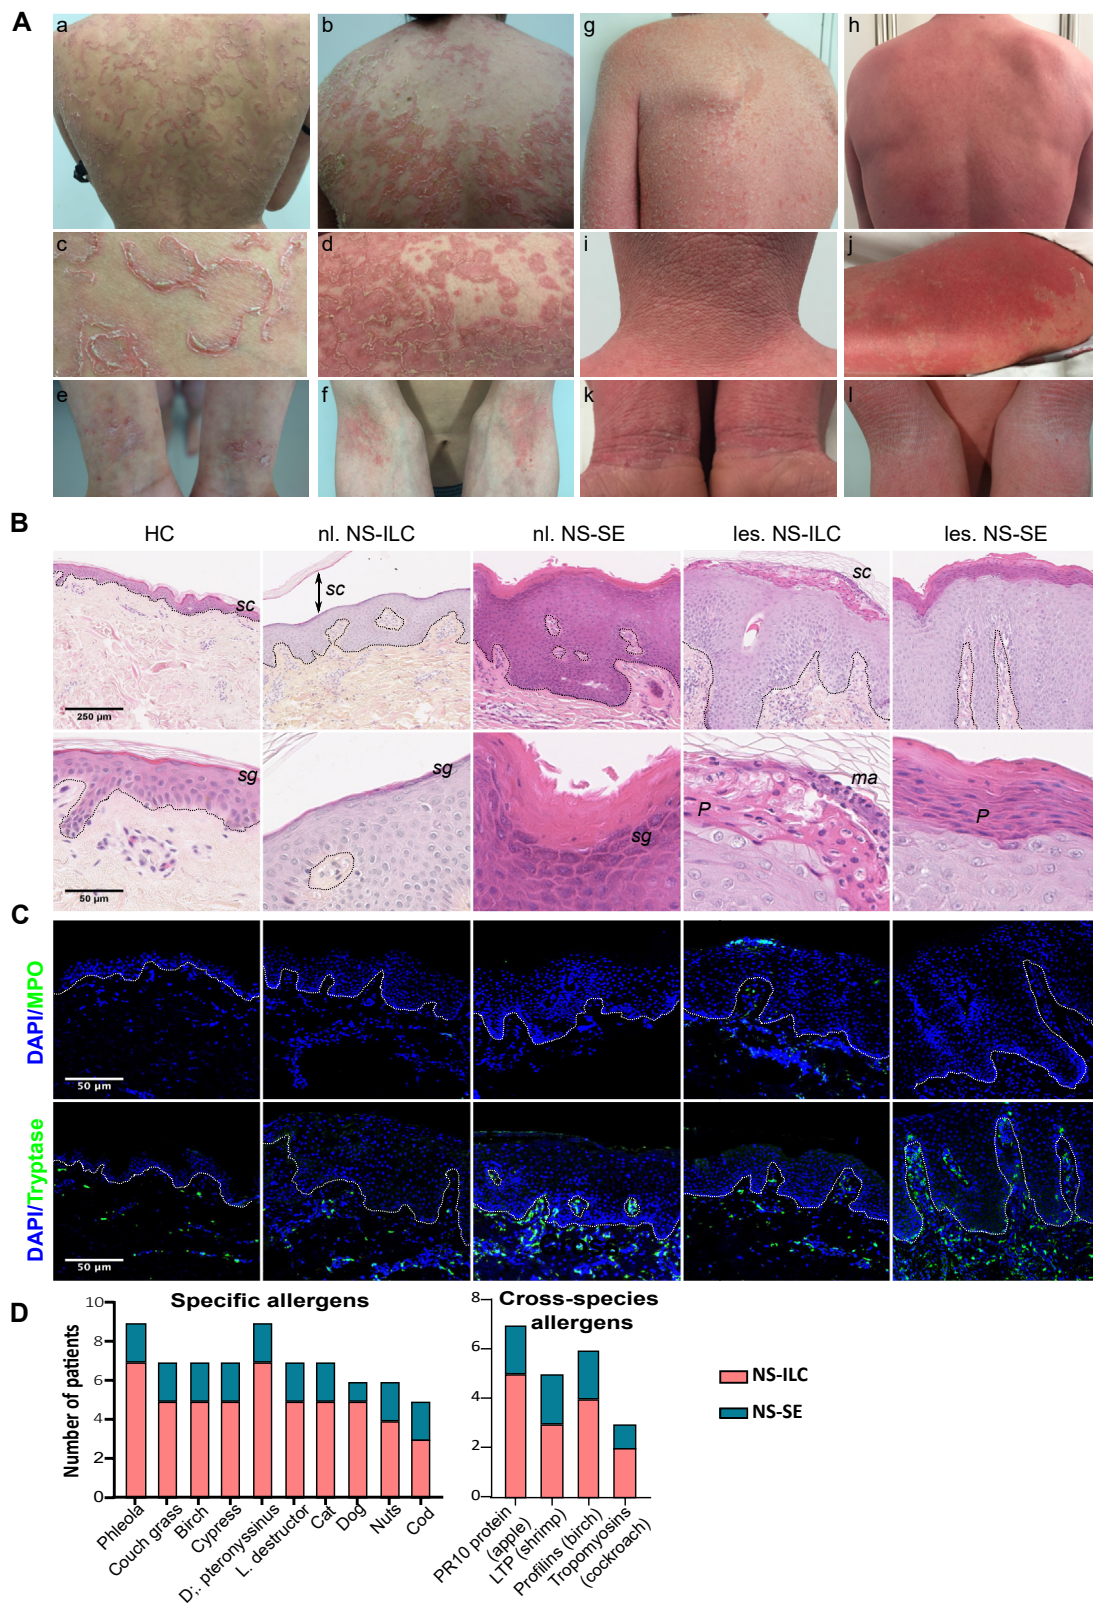 A
a
b
g
h
c
d
i
j
e
f
k
l
B
HC
nl. NS-ILC
nl. NS-SE
les. NS-ILC
les. NS-SE
sc
sc
sc
250 µm
sg
sg
sg
P
ma
P
50 µm
C
DAPI/MPO
50 µm
DAPI/Tryptase
50 µm
D
Specific allergens
Number of patients
10
8
6
4
2
0
Phleola
Couch grass
Birch
Cypress
D;. pteronyssinus
L. destructor
Cat
Dog
Nuts
Cod
Cross-species
allergens
8
6
4
2
0
PR10 protein
(apple)
LTP (shrimp)
Profilins (birch)
Tropomyosins
(cockroach)
NS-ILC
NS-SE